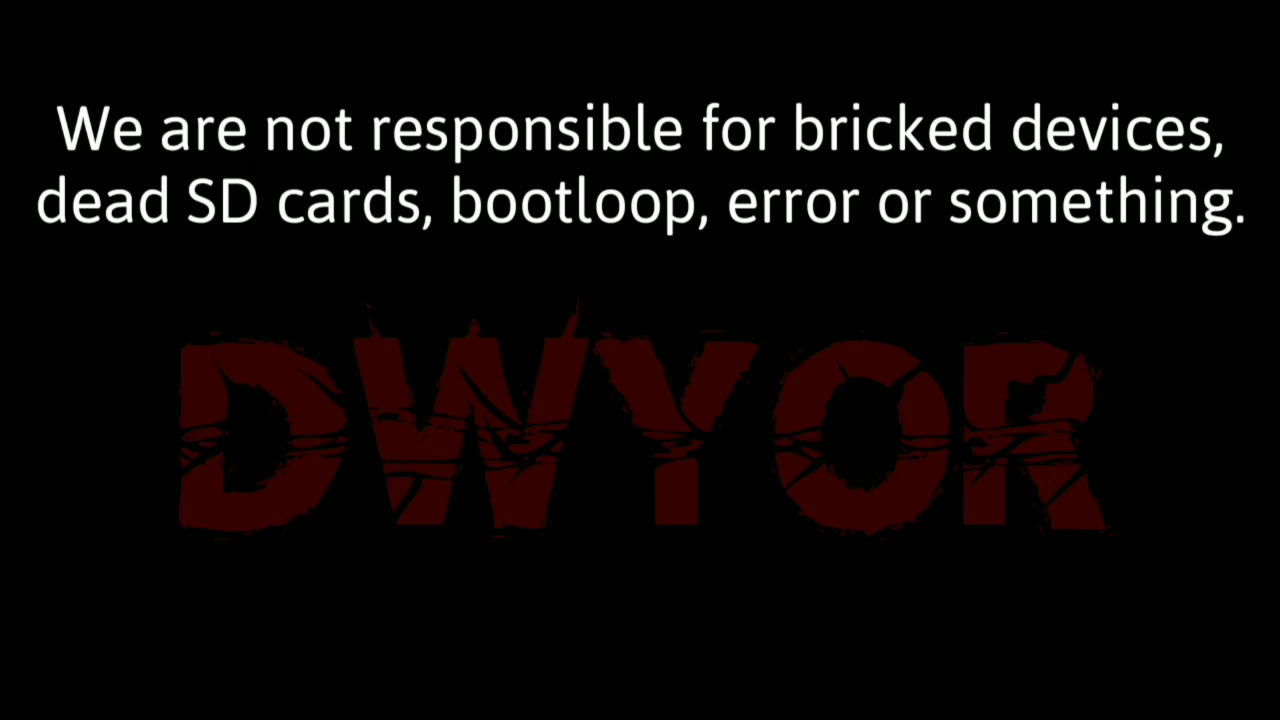 We are not responsible for bricked devices,
dead SD cards, bootloop, error or something.
DWYOR